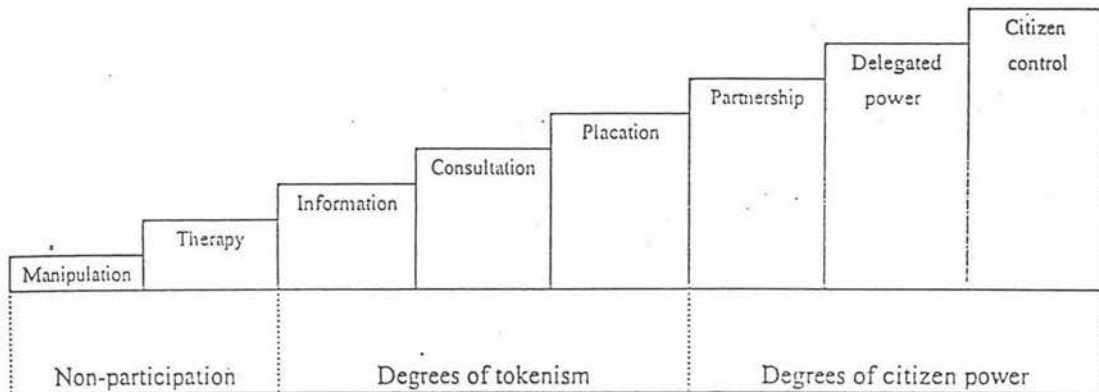 Citizen
control
Delegated
power
Partnership
Placation
Consultation
Information
Therapy
Manipulation
Non-participation
Degrees of tokenism
Degrees of citizen power